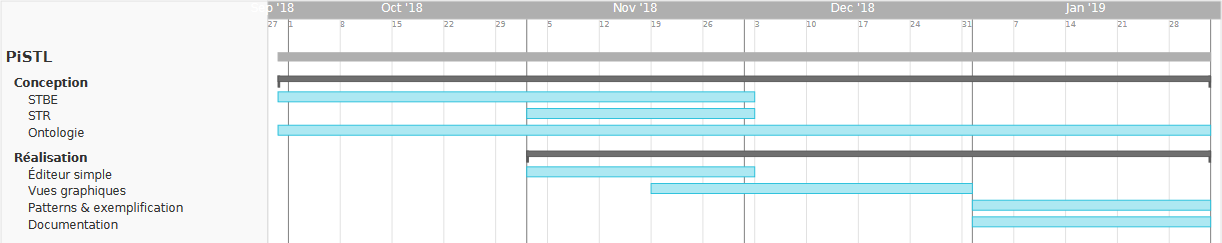 Sep '18 Oct '18 Nov '18 Dec '18 Jan '19
27 1 8 15 22 29 5 12 19 26 3 10 17 24 31 7 14 21 28
PiSTL
Conception
STBE
STR
Ontologie
Réalisation
Éditeur simple
Vues graphiques
Patterns & exemplification
Documentation